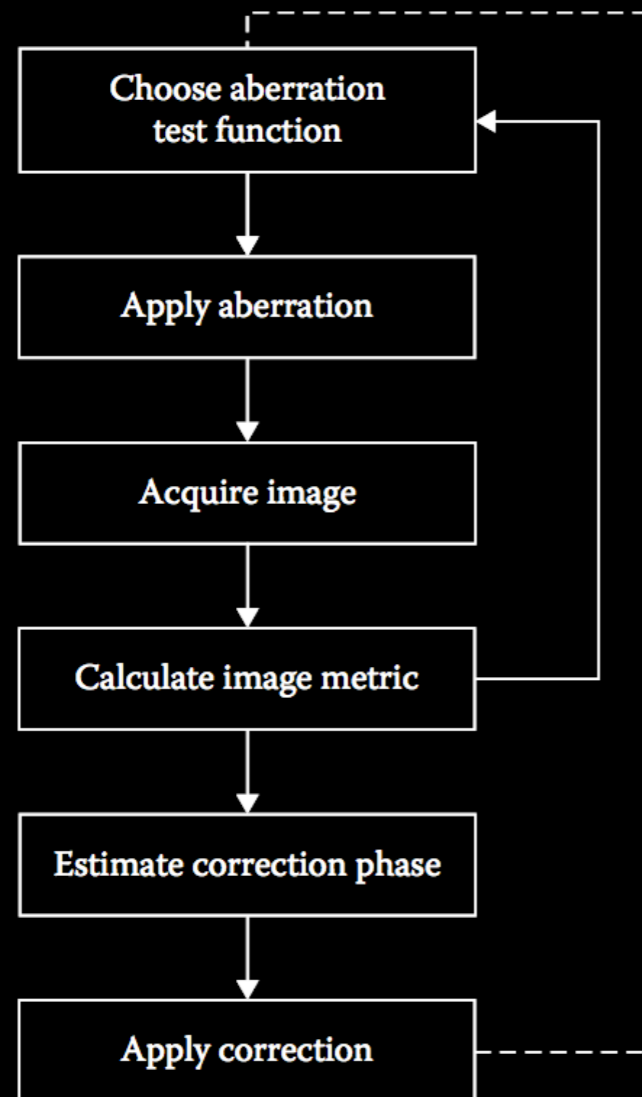 Choose aberration
test function
Apply aberration
Acquire image
Calculate image metric
Estimate correction phase
Apply correction